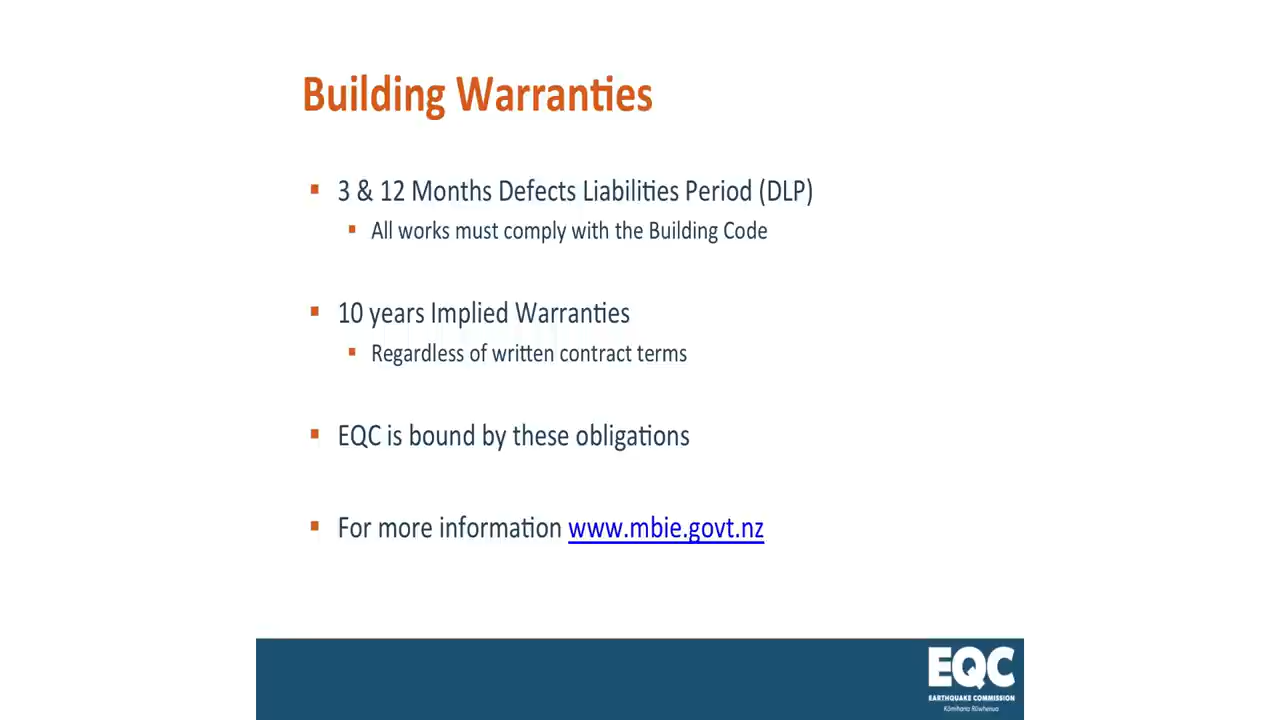 Building Warranties
3 & 12 Months Defects Liabilities Period (DLP)
All works must comply with the Building Code
10 years Implied Warranties
Regardless of written contract terms
EQC is bound by these obligations
For more information www.mbie.govt.nz
EQC
EARTHQUAKE COMMISSION
Kōmihana Rūwhenua